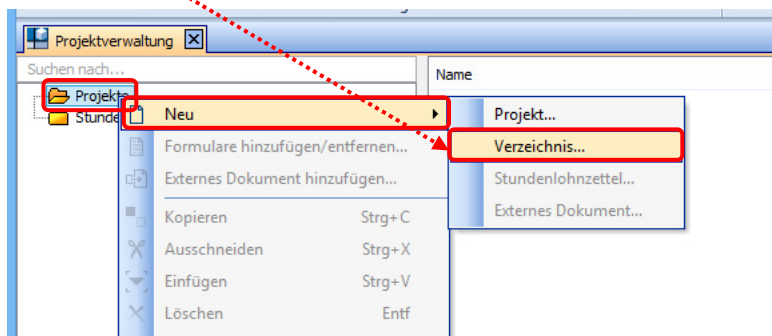 Projektverwaltung
Suchen nach...
Name
Projekte
Stunde
Neu
Projekt...
Formulare hinzufügen/entfernen...
Verzeichnis...
Externes Dokument hinzufügen...
Stundenlohnzettel...
Kopieren Strg+C
Externes Dokument...
Ausschneiden Strg+X
Einfügen Strg+V
Löschen Entf